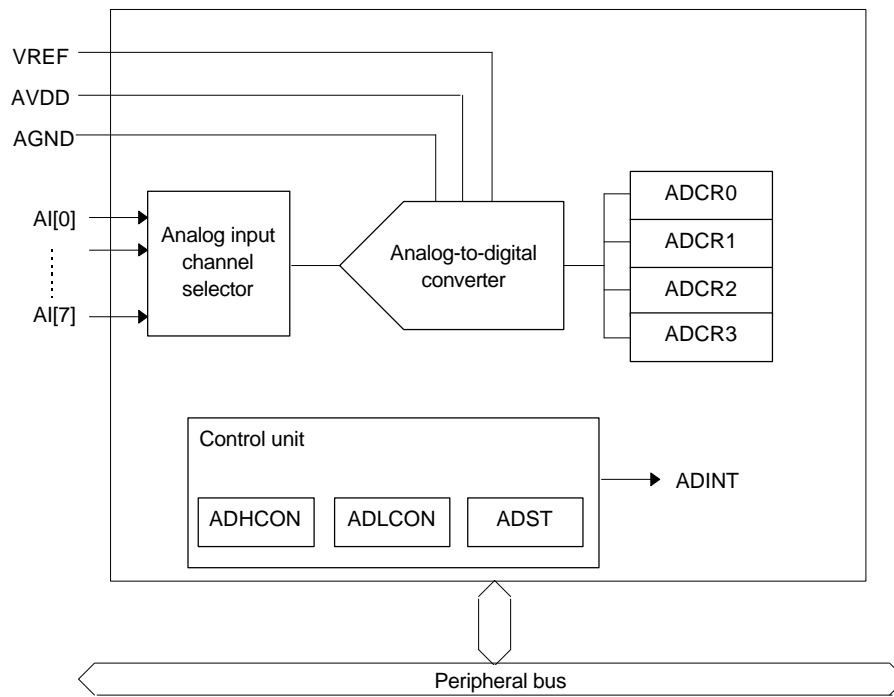 VREF
AVDD
AGND
AI[0]
AI[7]
Analog input
channel
selector
Analog-to-digital
converter
ADCR0
ADCR1
ADCR2
ADCR3
Control unit
ADHCON
ADLCON
ADST
ADINT
Peripheral bus